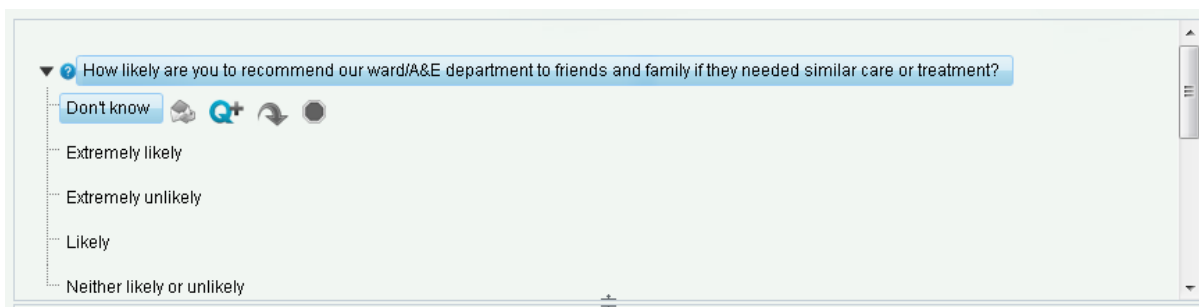 How likely are you to recommend our ward/A&E department to friends and family if they needed similar care or treatment?
Don't know Q+
Extremely likely
Extremely unlikely
Likely
Neither likely or unlikely